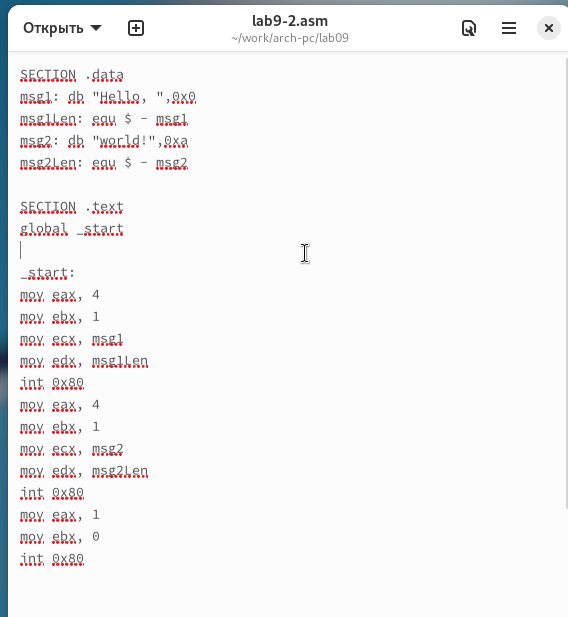 Открыть
lab9-2.asm
~/work/arch-pc/lab09
SECTION .data
msg1: db "Hello, ",0x0
msg1Len: equ $ - msg1
msg2: db "world!",0xa
msg2Len: equ $ - msg2
SECTION .text
global _start
_start:
mov eax, 4
mov ebx, 1
mov ecx, msg1
mov edx, msg1Len
int 0x80
mov eax, 4
mov ebx, 1
mov ecx, msg2
mov edx, msg2Len
int 0x80
mov eax, 1
mov ebx, 0
int 0x80